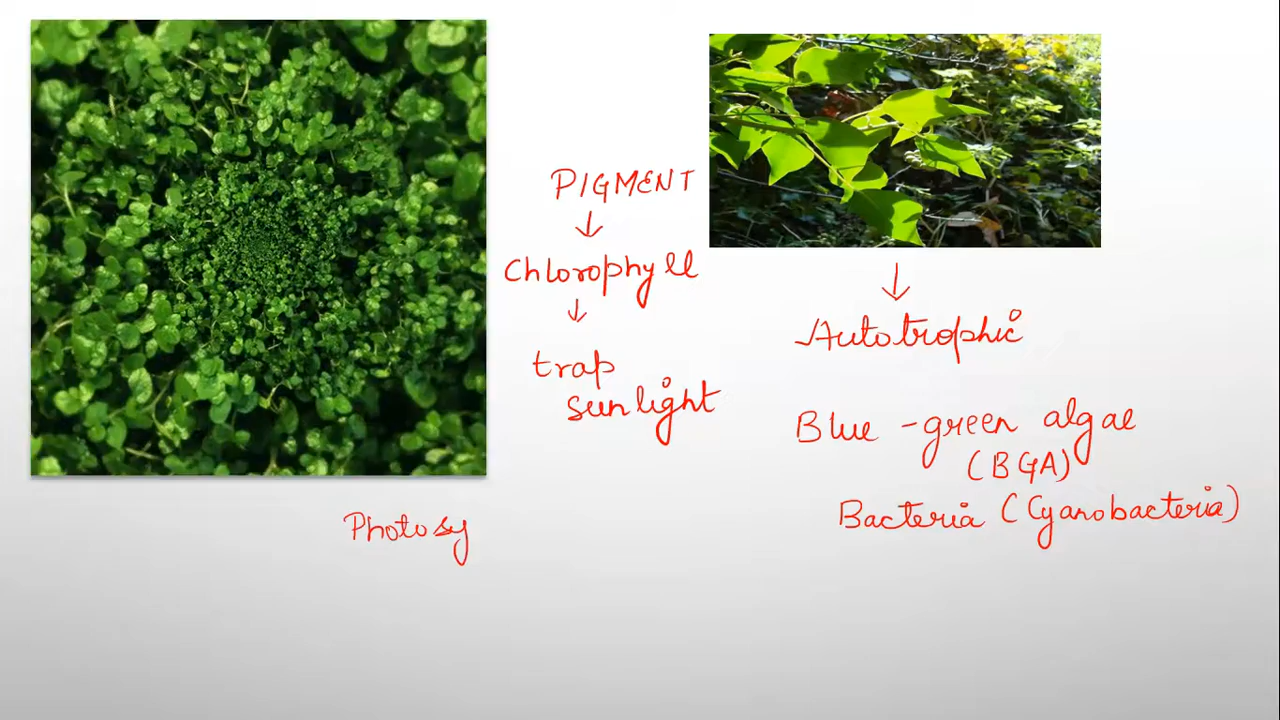 PIGMENT
↓
Chlorophyll
↓
trap
sunlight
↓
Autotrophic
Blue-green algae
(BGA)
Bacteria (Cyanobacteria)
Photosy